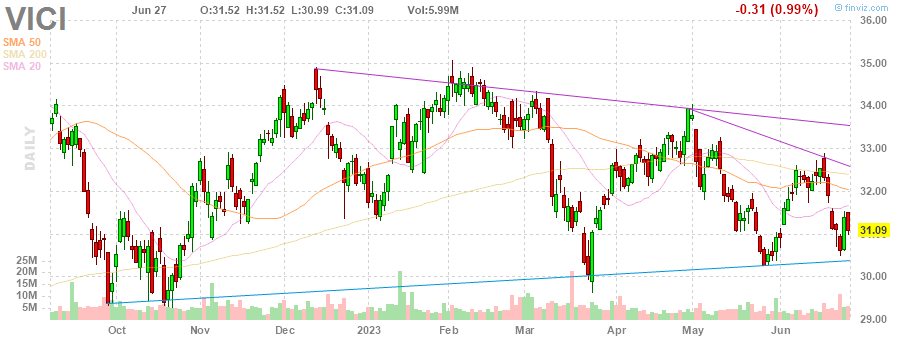 VICI
Jun 27 O:31.52 H:31.52 L:30.99 C:31.09 Vol:5.99M -0.31 (0.99%)
© finviz.com
SMA 50
SMA 200
SMA 20
DAILY
36.00
35.00
34.00
33.00
32.00
31.09
30.00
29.00
25M
20M
15M
10M
5M
Oct Nov Dec 2023 Feb Mar Apr May Jun